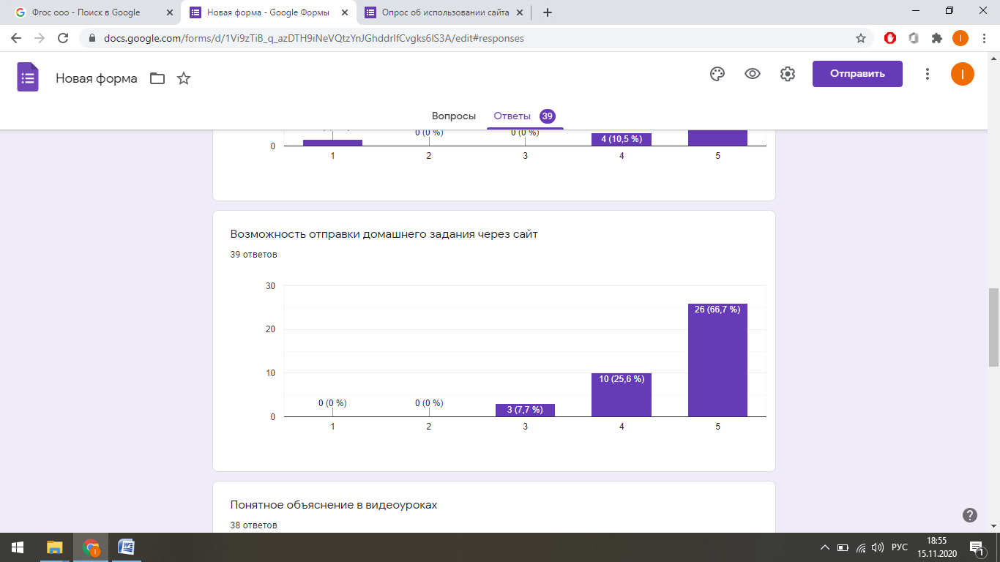 Фгос ооо - Поиск в Google
Новая форма - Google Формы
Опрос об использовании сайта
docs.google.com/forms/d/1Vi9zTiB_q_azDTH9iNeVQtzYnJGhddrIfCvgks6IS3A/edit#responses
I
Новая форма
Отправить
I
Вопросы
Ответы 39
0 (0 %)
0 (0 %)
4 (10,5 %)
0
1 2 3 4 5
Возможность отправки домашнего задания через сайт
39 ответов
30
26 (66,7 %)
20
10
10 (25,6 %)
0 (0 %)
0 (0 %)
3 (7,7 %)
0
1 2 3 4 5
Понятное объяснение в видеоуроках
38 ответов
РУС
18:55
15.11.2020
1